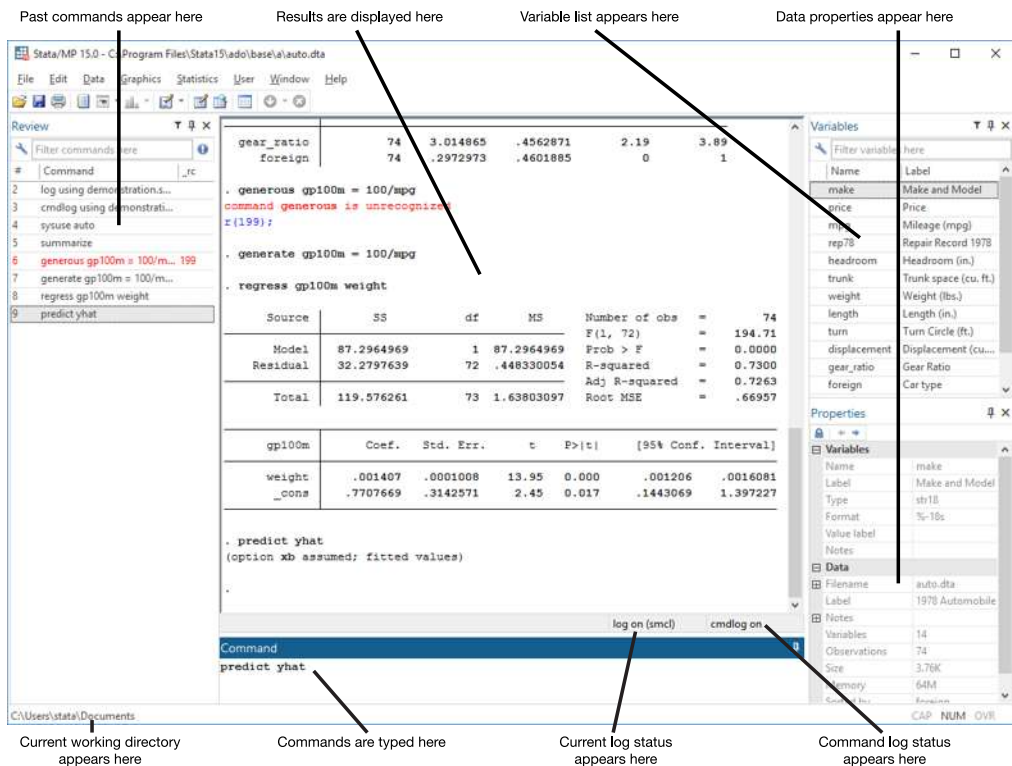 Past commands appear here
Results are displayed here
Variable list appears here
Data properties appear here
Stata/MP 15.0 - C:\Program Files\Stata15\ado\base\a\auto.dta
File Edit Data Graphics Statistics User Window Help
Review
Filter commands here
# Command _rc
2 log using demonstration.s...
3 cmdlog using demonstrati...
4 sysuse auto
5 summarize
6 generous gp100m = 100/m... 199
7 generate gp100m = 100/m...
8 regress gp100m weight
9 predict yhat
gear_ratio 74 3.014865 .4562871 2.19 3.89
foreign 74 .2972973 .4601885 0 1
. generous gp100m = 100/mpg
command generous is unrecognized
r(199);
. generate gp100m = 100/mpg
. regress gp100m weight
Source SS df MS Number of obs = 74
F(1, 72) = 194.71
Model 87.2964969 1 87.2964969 Prob > F = 0.0000
Residual 32.2797639 72 .448330054 R-squared = 0.7300
Adj R-squared = 0.7263
Total 119.576261 73 1.63803097 Root MSE = .66957
gp100m Coef. Std. Err. t P>|t| [95% Conf. Interval]
weight .001407 .0001008 13.95 0.000 .001206 .0016081
_cons .7707669 .3142571 2.45 0.017 .1443069 1.397227
. predict yhat
(option xb assumed; fitted values)
.
log on (smcl) cmdlog on
Command
predict yhat
Variables
Filter variables here
Name Label
make Make and Model
price Price
mpg Mileage (mpg)
rep78 Repair Record 1978
headroom Headroom (in.)
trunk Trunk space (cu. ft.)
weight Weight (lbs.)
length Length (in.)
turn Turn Circle (ft.)
displacement Displacement (cu....
gear_ratio Gear Ratio
foreign Car type
Properties
Variables
Name make
Label Make and Model
Type str18
Format %-18s
Value label
Notes
Data
Filename auto.dta
Label 1978 Automobile
Notes
Variables 14
Observations 74
Size 3.76K
Memory 64M
Sorted by foreign
C:\Users\stata\Documents
CAP NUM OVR
Current working directory
appears here
Commands are typed here
Current log status
appears here
Command log status
appears here